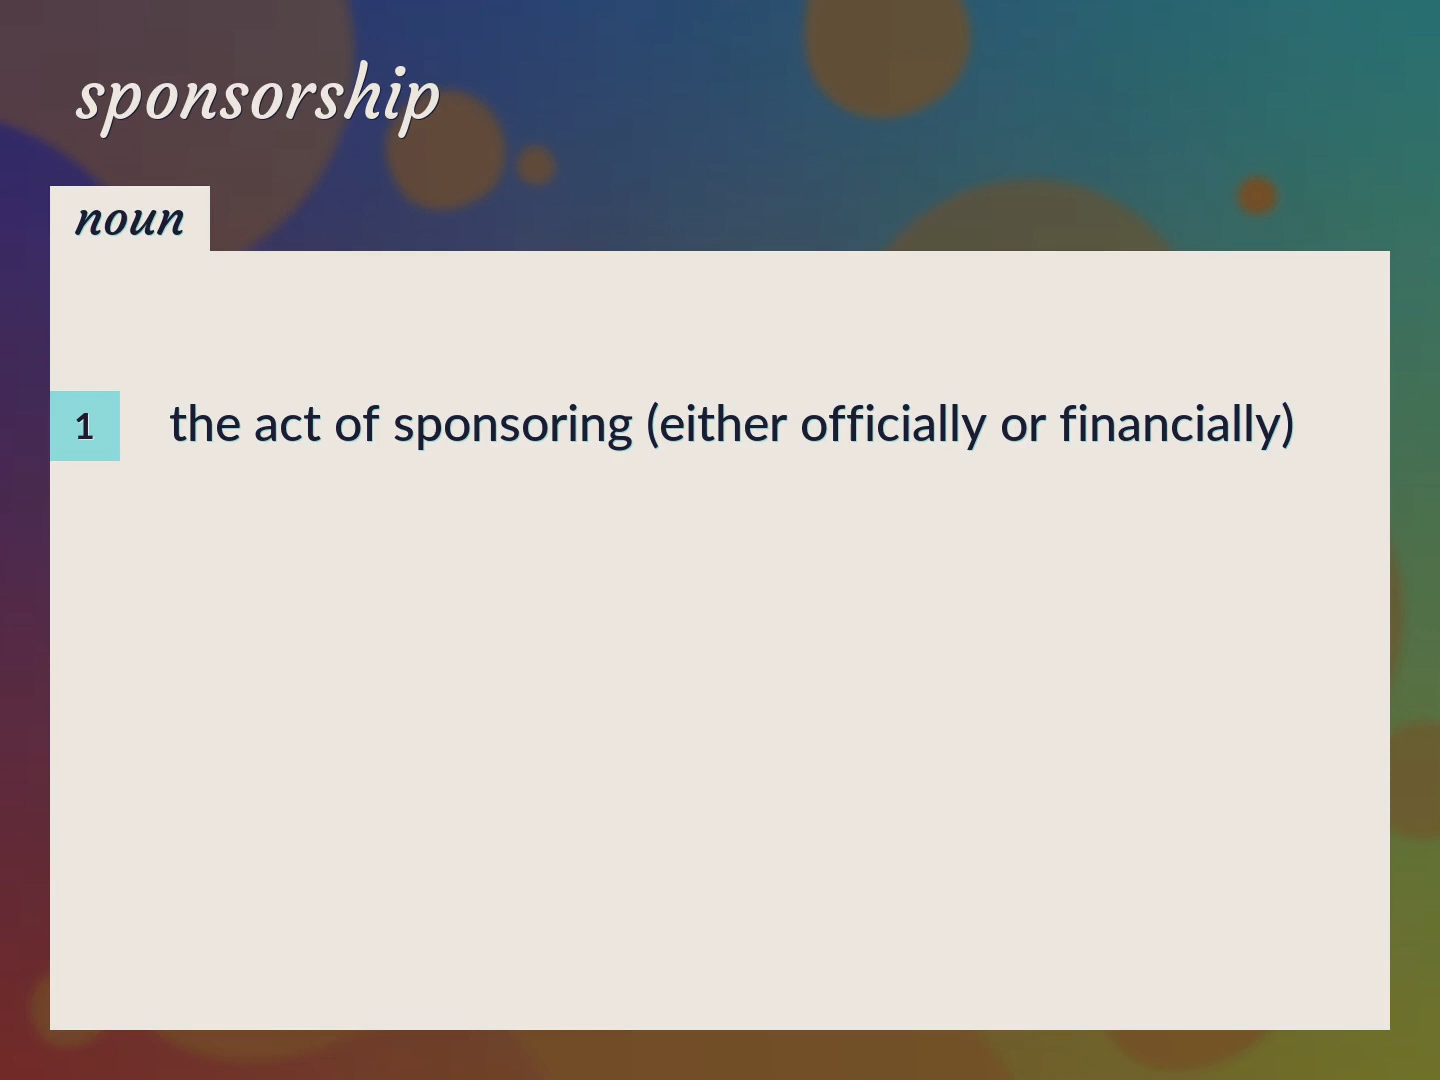 sponsorship
noun
1 the act of sponsoring (either officially or financially)